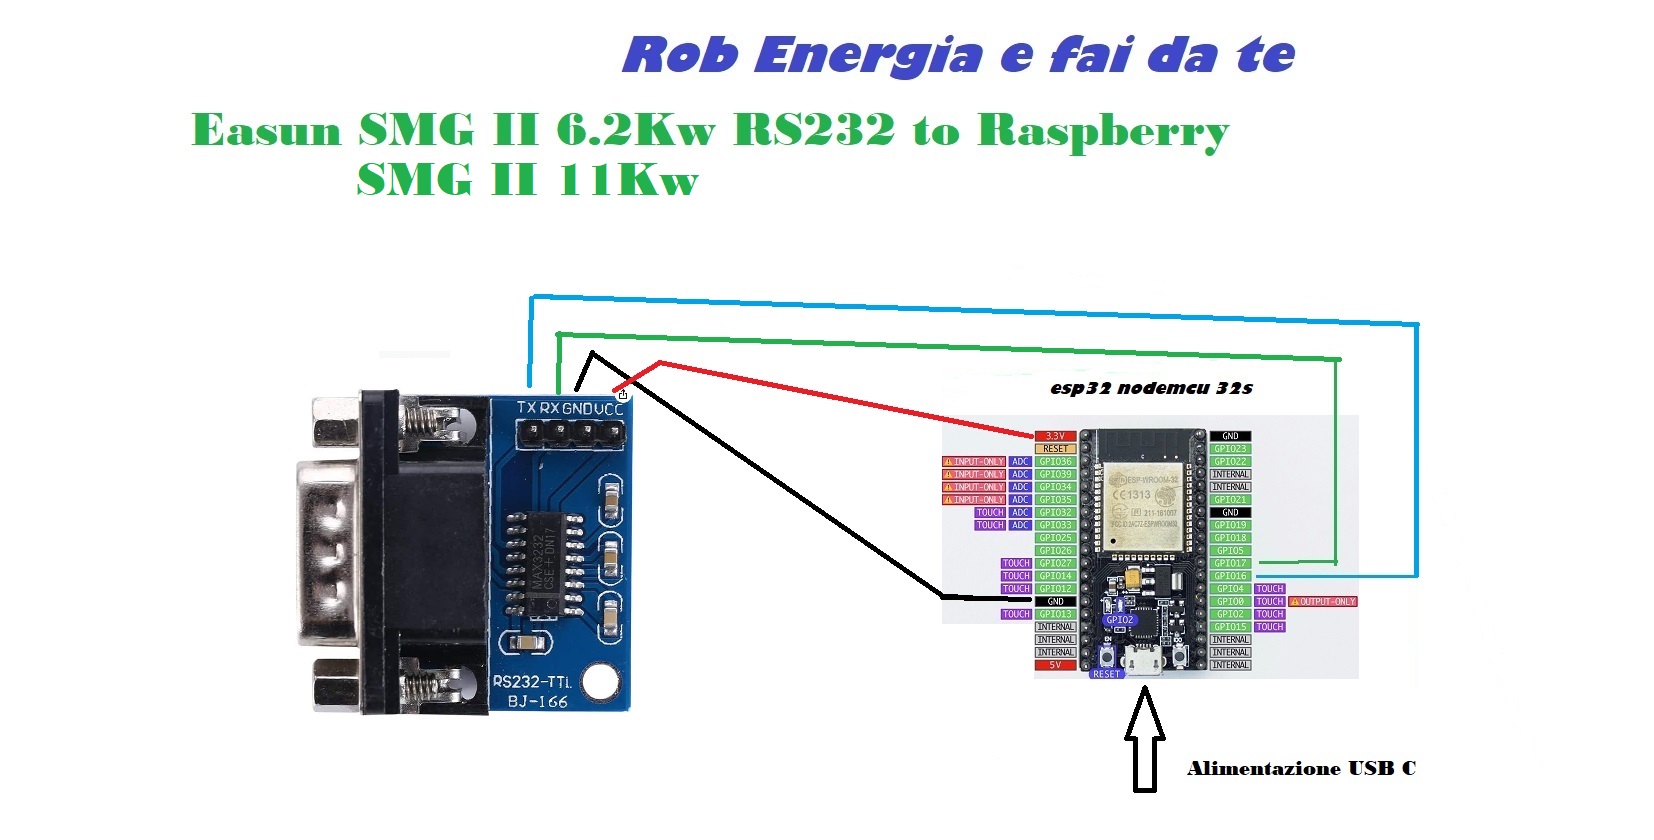 Rob Energia e fai da te
Easun SMG II 6.2Kw RS232 to Raspberry
SMG II 11Kw
esp32 nodemcu 32s
TX RX GND VCC
MAX3232
CSE+DN17
RS232-TTL
BJ-166
3.3V
RESET
⚠INPUT-ONLY ADC GPIO36
⚠INPUT-ONLY ADC GPIO39
⚠INPUT-ONLY ADC GPIO34
⚠INPUT-ONLY ADC GPIO35
TOUCH ADC GPIO32
TOUCH ADC GPIO33
GPIO25
GPIO26
TOUCH GPIO27
TOUCH GPIO14
TOUCH GPIO12
GND
TOUCH GPIO13
INTERNAL
INTERNAL
INTERNAL
5V
ESP-WROOM-32
CE1313
211-161007
GPIO2
EN
RESET
GND
GPIO23
GPIO22
INTERNAL
INTERNAL
GPIO21
GND
GPIO19
GPIO18
GPIO5
GPIO17
GPIO16
GPIO4 TOUCH
GPIO0 TOUCH ⚠OUTPUT-ONLY
GPIO2 TOUCH
GPIO15 TOUCH
INTERNAL
INTERNAL
INTERNAL
Alimentazione USB C